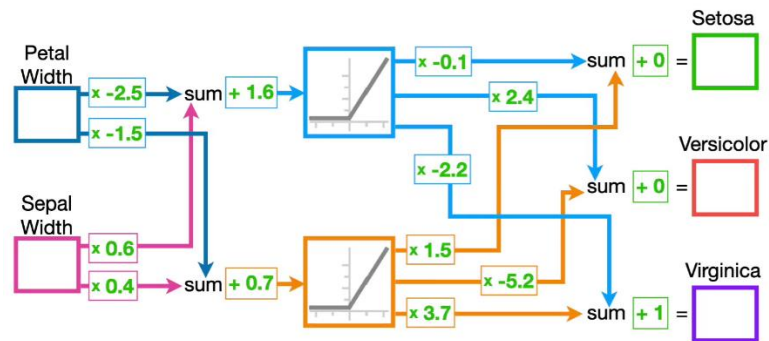 Setosa
Petal
Width
x -2.5
sum
+ 1.6
x -0.1
sum
+ 0
=
x -1.5
x 2.4
Versicolor
x -2.2
Sepal
Width
sum
+ 0
=
x 0.6
x 1.5
x 0.4
sum
+ 0.7
x -5.2
Virginica
x 3.7
sum
+ 1
=